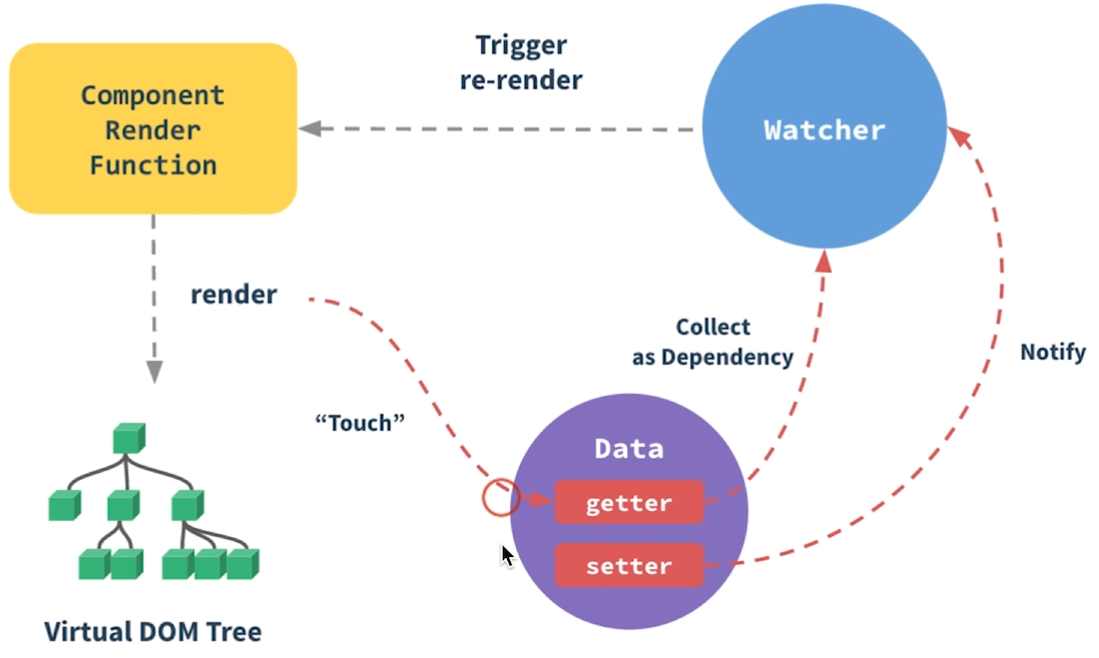 Trigger
re-render
Component
Render
Function
Watcher
render
Collect
as Dependency
Notify
“Touch”
Data
getter
setter
Virtual DOM Tree